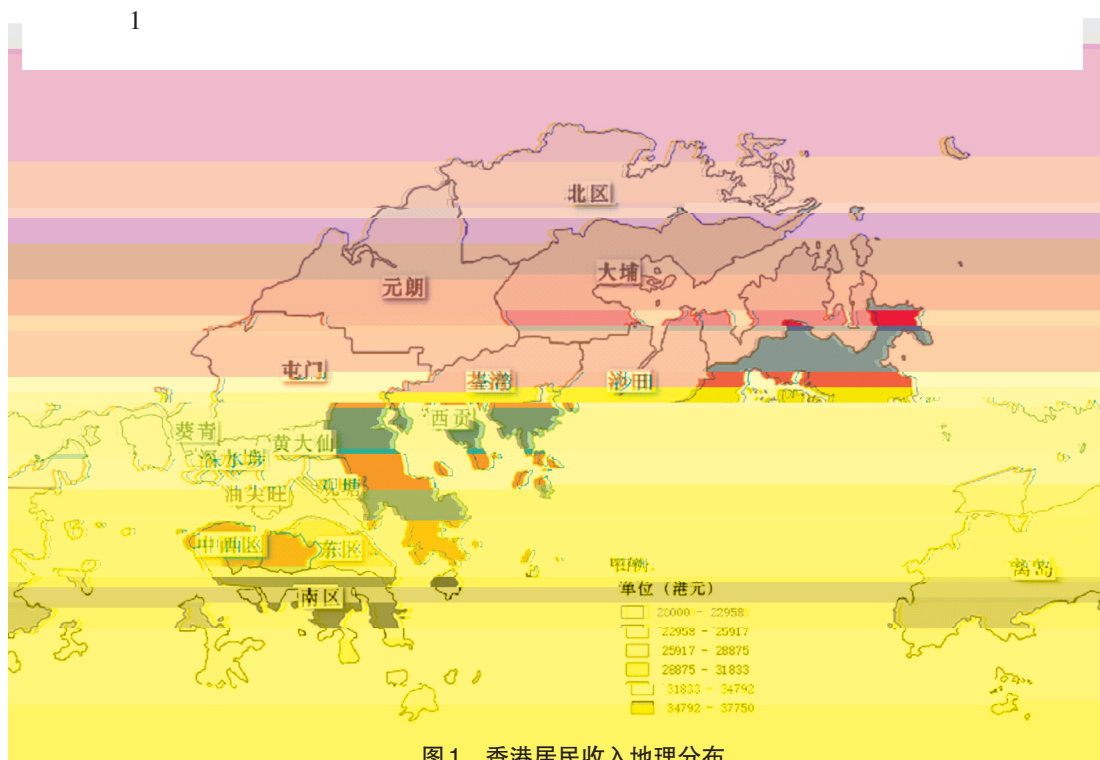 1
北区
大埔
元朗
屯门
荃湾
沙田
西贡
葵青
黄大仙
深水埗
油尖旺
观塘
中西区
东区
南区
离岛
图例:
单位（港元）
20000 - 22958
22958 - 25917
25917 - 28875
28875 - 31833
31833 - 34792
34792 - 37750
图1 香港居民收入地理分布